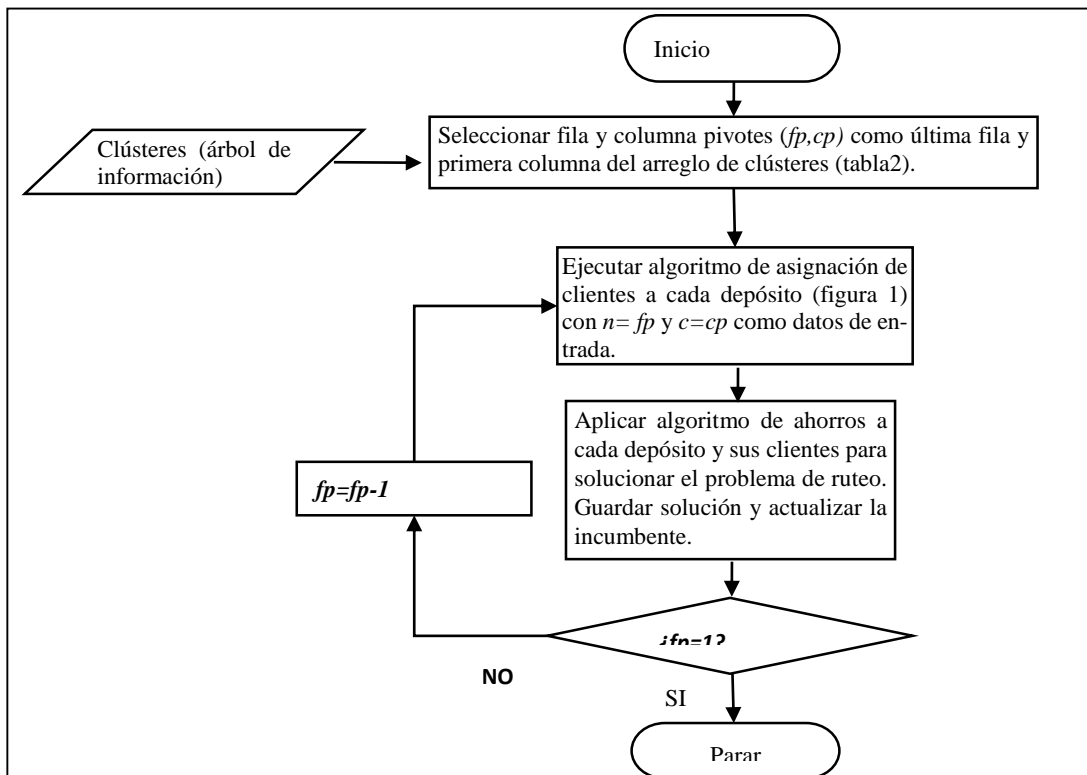 Inicio
Clústeres (árbol de
información)
Seleccionar fila y columna pivotes (fp,cp) como última fila y
primera columna del arreglo de clústeres (tabla2).
Ejecutar algoritmo de asignación de
clientes a cada depósito (figura 1)
con n= fp y c=cp como datos de en-
trada.
Aplicar algoritmo de ahorros a
cada depósito y sus clientes para
solucionar el problema de ruteo.
Guardar solución y actualizar la
incumbente.
fp=fp-1
¿fp=1?
NO
SI
Parar